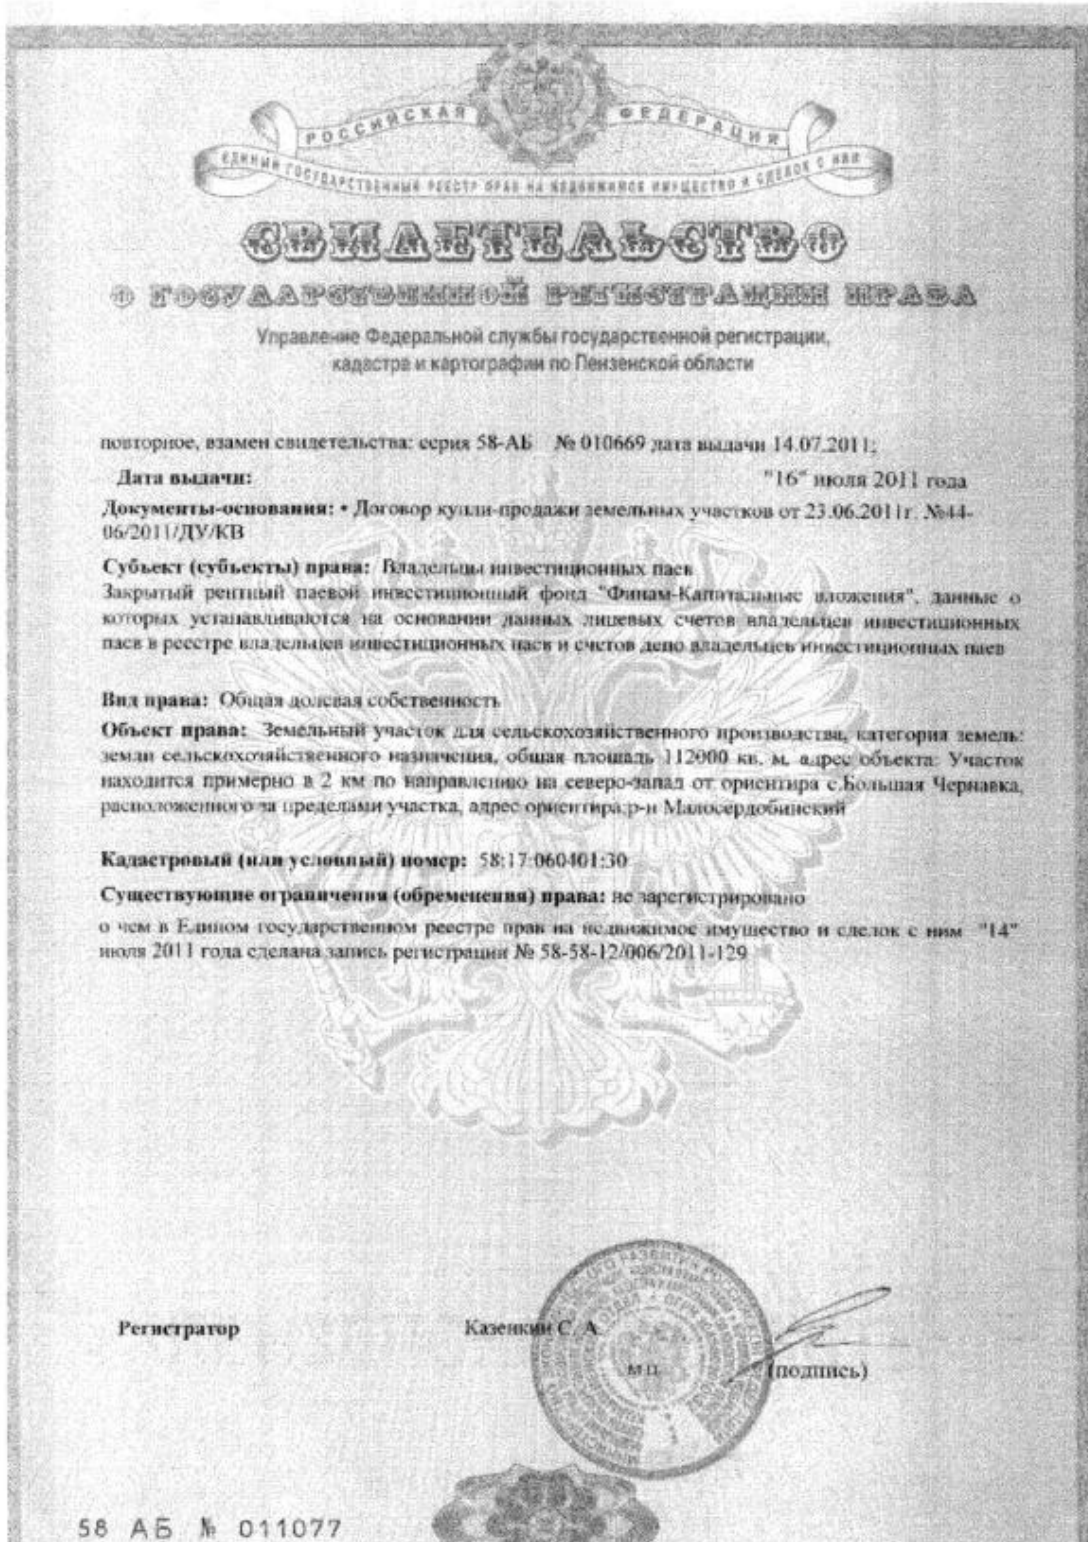 РОССИЙСКАЯ ФЕДЕРАЦИЯ
ЕДИНЫЙ ГОСУДАРСТВЕННЫЙ РЕЕСТР ПРАВ НА НЕДВИЖИМОЕ ИМУЩЕСТВО И СДЕЛОК С НИМ
СВИДЕТЕЛЬСТВО
О ГОСУДАРСТВЕННОЙ РЕГИСТРАЦИИ ПРАВА
Управление Федеральной службы государственной регистрации,
кадастра и картографии по Пензенской области
повторное, взамен свидетельства: серия 58-АБ № 010669 дата выдачи 14.07.2011;
Дата выдачи: "16" июля 2011 года
Документы-основания: • Договор купли-продажи земельных участков от 23.06.2011г. №44-
06/2011/ДУ/КВ
Субъект (субъекты) права: Владельцы инвестиционных паев
Закрытый рентный паевой инвестиционный фонд "Финам-Капитальные вложения", данные о
которых устанавливаются на основании данных лицевых счетов владельцев инвестиционных
паев в реестре владельцев инвестиционных паев и счетов депо владельцев инвестиционных паев
Вид права: Общая долевая собственность
Объект права: Земельный участок для сельскохозяйственного производства, категория земель:
земли сельскохозяйственного назначения, общая площадь 112000 кв. м, адрес объекта: Участок
находится примерно в 2 км по направлению на северо-запад от ориентира с.Большая Чернавка,
расположенного за пределами участка, адрес ориентира:р-н Малосердобинский
Кадастровый (или условный) номер: 58:17:060401:30
Существующие ограничения (обременения) права: не зарегистрировано
о чем в Едином государственном реестре прав на недвижимое имущество и сделок с ним "14"
июля 2011 года сделана запись регистрации № 58-58-12/006/2011-129
Регистратор Казенкин С. А.
м.п. (подпись)
58 АБ № 011077